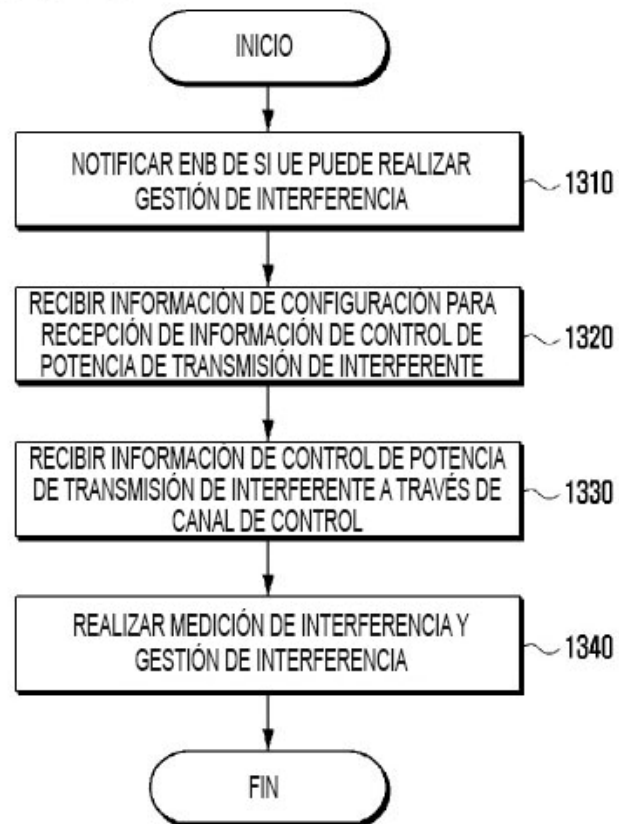 INICIO
NOTIFICAR ENB DE SI UE PUEDE REALIZAR
GESTIÓN DE INTERFERENCIA
1310
RECIBIR INFORMACIÓN DE CONFIGURACIÓN PARA
RECEPCIÓN DE INFORMACIÓN DE CONTROL DE
POTENCIA DE TRANSMISIÓN DE INTERFERENTE
1320
RECIBIR INFORMACIÓN DE CONTROL DE POTENCIA
DE TRANSMISIÓN DE INTERFERENTE A TRAVÉS DE
CANAL DE CONTROL
1330
REALIZAR MEDICIÓN DE INTERFERENCIA Y
GESTIÓN DE INTERFERENCIA
1340
FIN